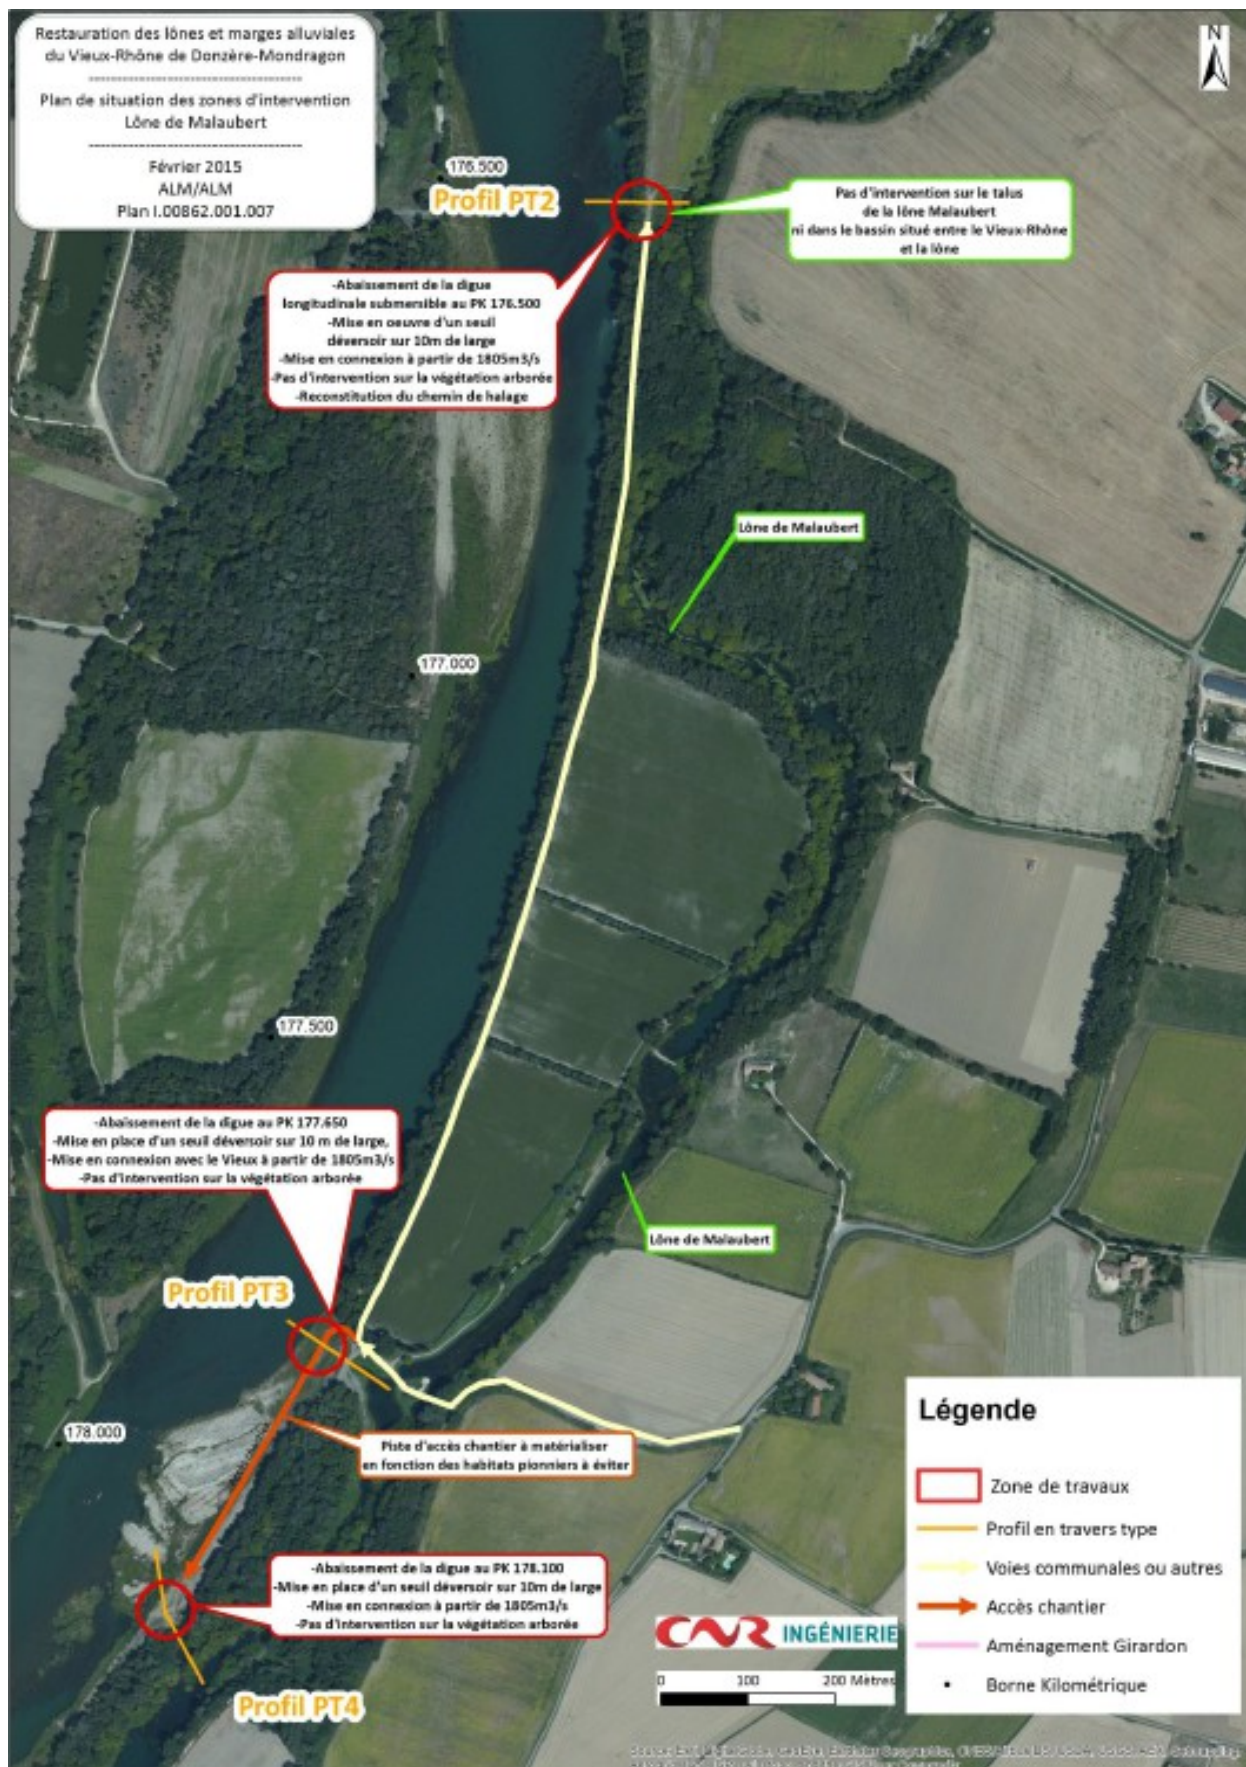 Restauration des lônes et marges alluviales
du Vieux-Rhône de Donzère-Mondragon
----------------------------------------
Plan de situation des zones d'intervention
Lône de Malaubert
----------------------------------------
Février 2015
ALM/ALM
Plan I.00862.001.007
N
176.500
Profil PT2
Pas d'intervention sur le talus
de la lône Malaubert
ni dans le bassin situé entre le Vieux-Rhône
et la lône
-Abaissement de la digue
longitudinale submersible au PK 176.500
-Mise en oeuvre d'un seuil
déversoir sur 10m de large
-Mise en connexion à partir de 1805m3/s
-Pas d'intervention sur la végétation arborée
-Reconstitution du chemin de halage
Lône de Malaubert
177.000
177.500
-Abaissement de la digue au PK 177.650
-Mise en place d'un seuil déversoir sur 10 m de large,
-Mise en connexion avec le Vieux à partir de 1805m3/s
-Pas d'intervention sur la végétation arborée
Lône de Malaubert
Profil PT3
178.000
Piste d'accès chantier à matérialiser
en fonction des habitats pionniers à éviter
-Abaissement de la digue au PK 178.100
-Mise en place d'un seuil déversoir sur 10m de large
-Mise en connexion à partir de 1805m3/s
-Pas d'intervention sur la végétation arborée
Profil PT4
Légende
Zone de travaux
Profil en travers type
Voies communales ou autres
Accès chantier
Aménagement Girardon
Borne Kilométrique
CNR INGÉNIERIE
0 100 200 Mètres